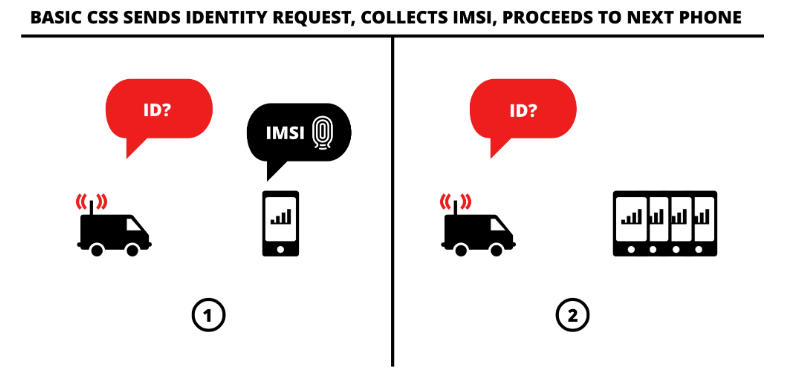 BASIC CSS SENDS IDENTITY REQUEST, COLLECTS IMSI, PROCEEDS TO NEXT PHONE
ID?
IMSI
1
ID?
2